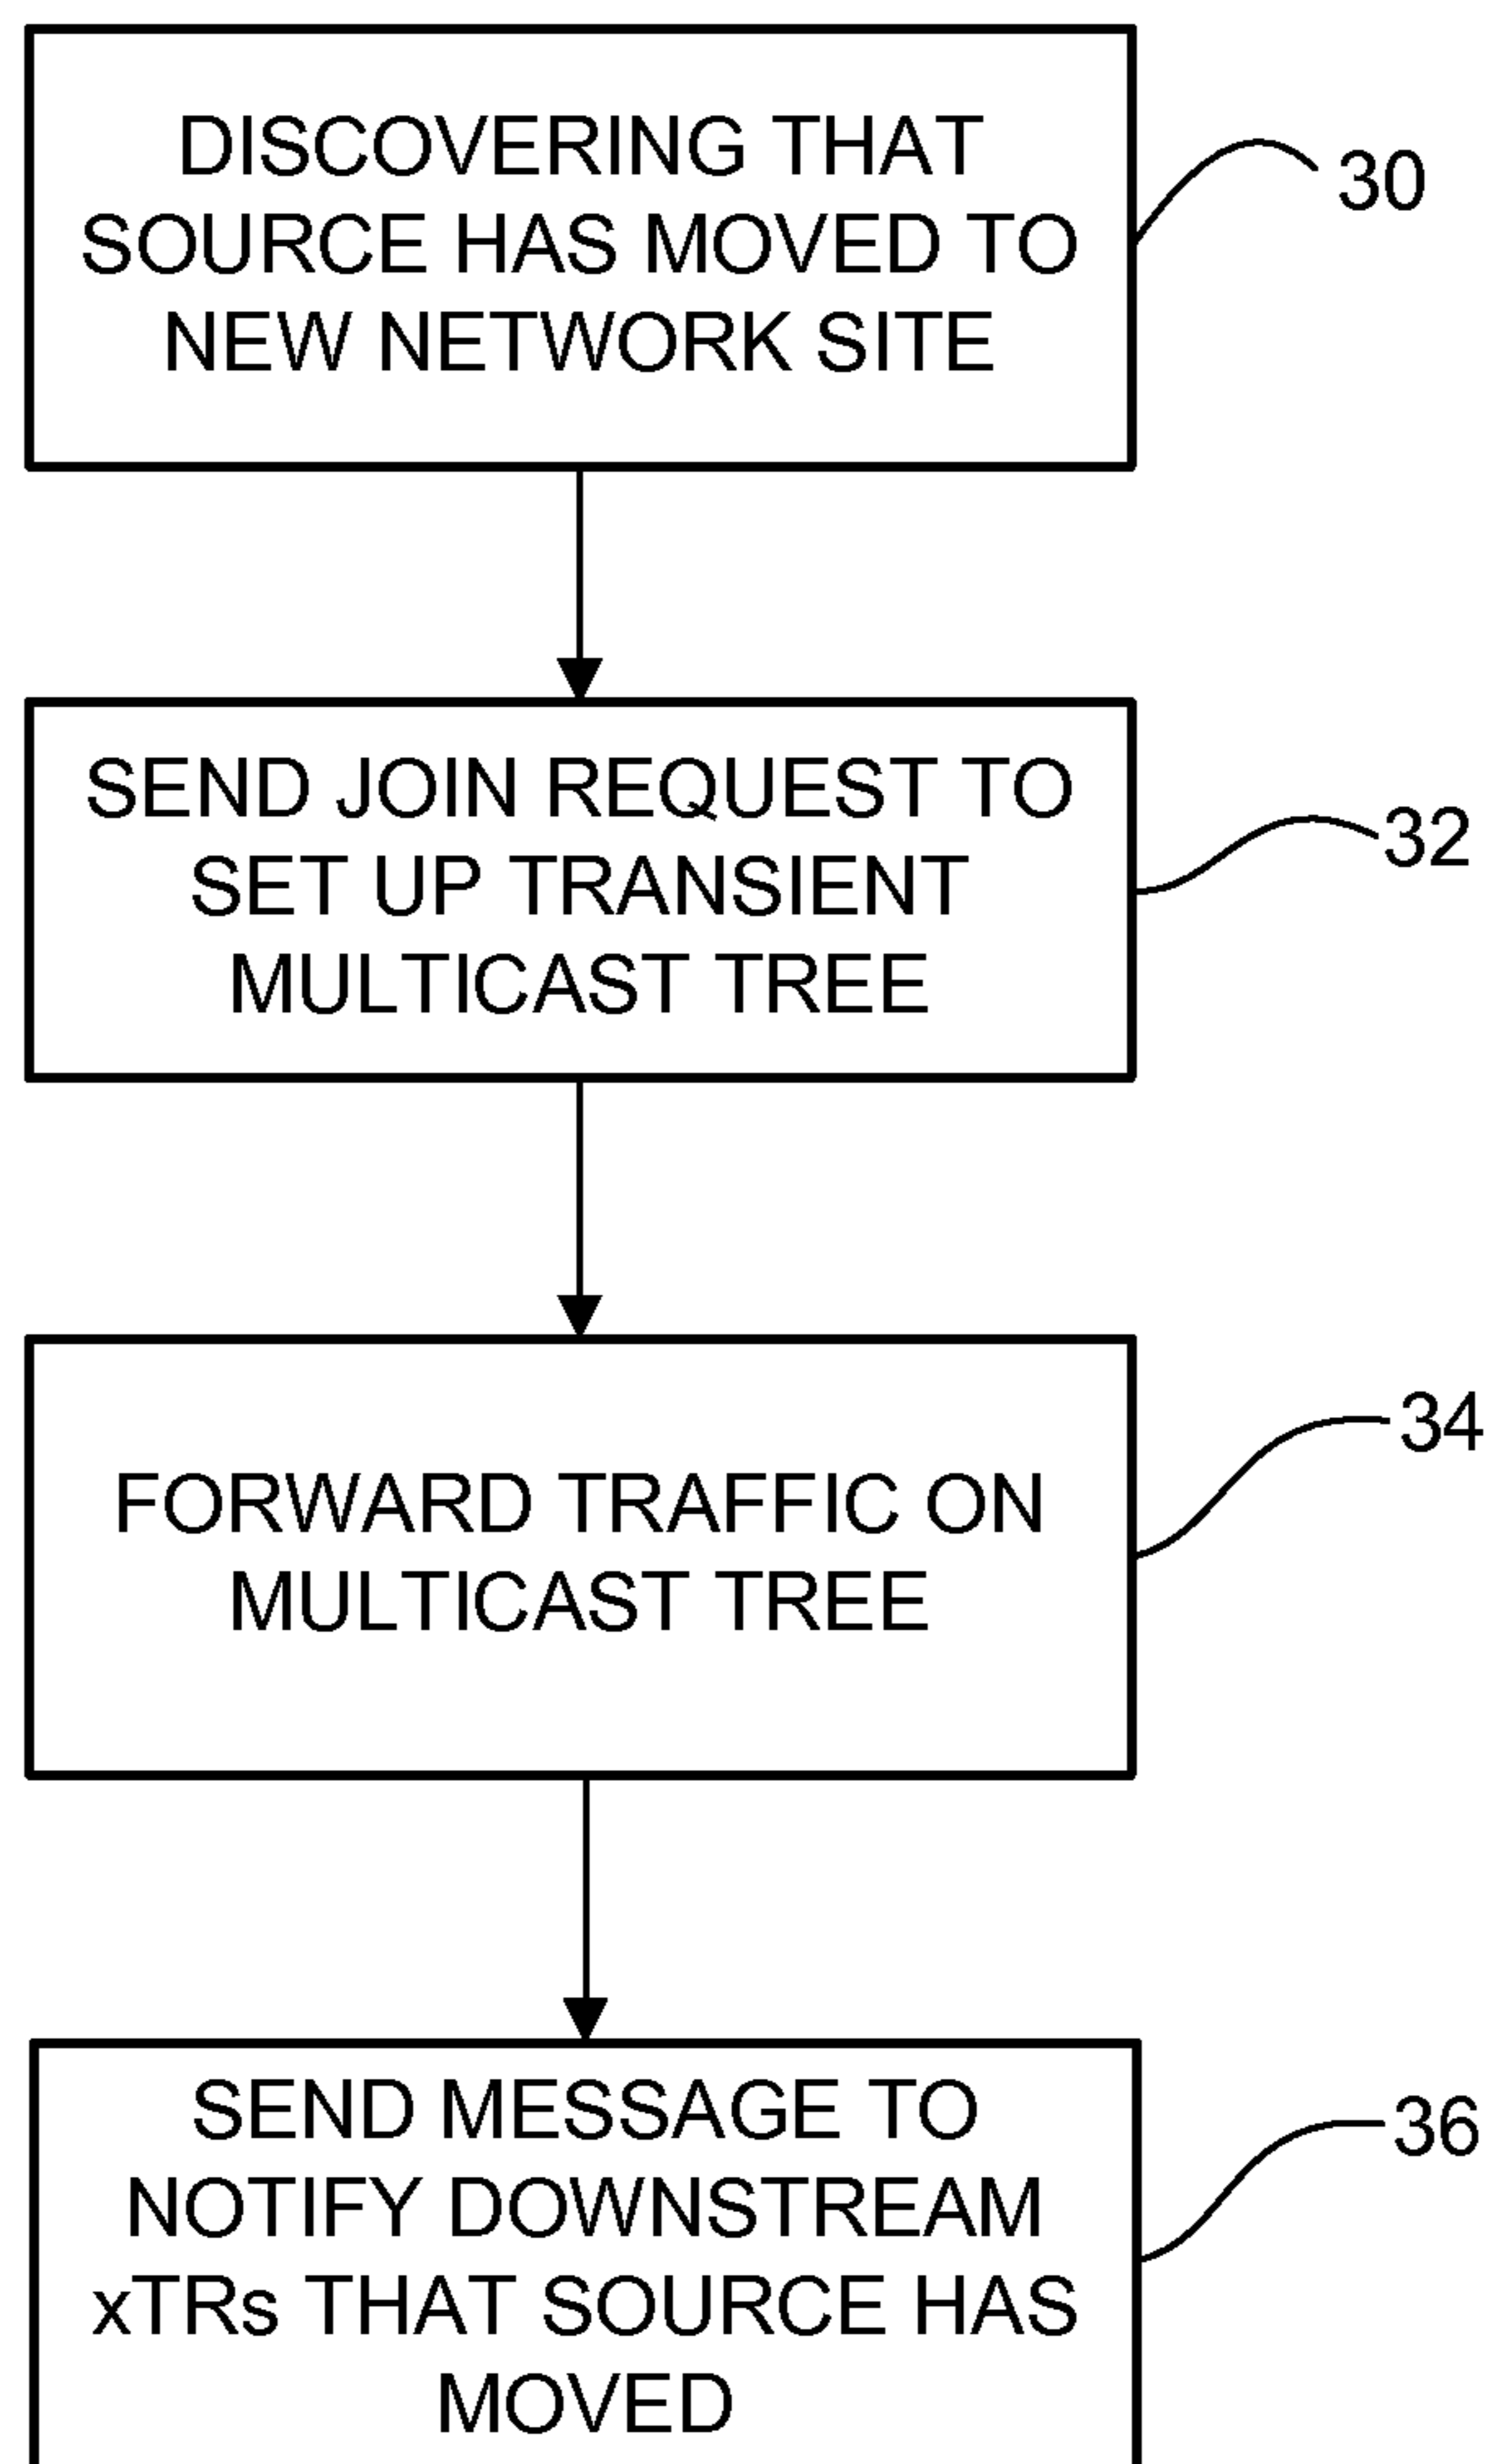 DISCOVERING THAT
SOURCE HAS MOVED TO
NEW NETWORK SITE
30
SEND JOIN REQUEST TO
SET UP TRANSIENT
MULTICAST TREE
32
FORWARD TRAFFIC ON
MULTICAST TREE
34
SEND MESSAGE TO
NOTIFY DOWNSTREAM
xTRs THAT SOURCE HAS
MOVED
36